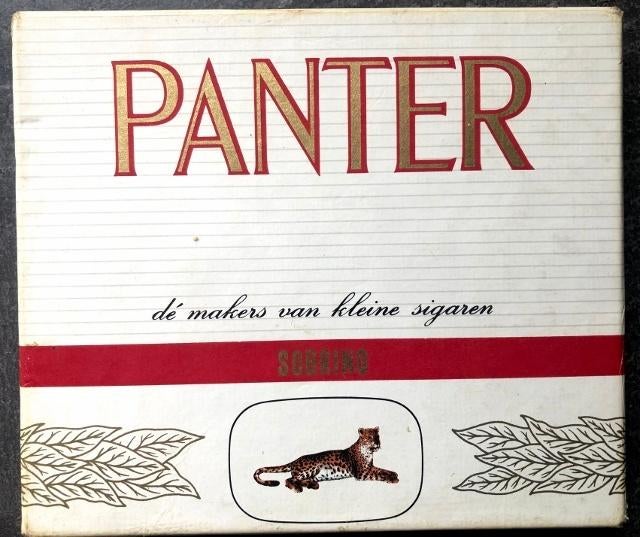 PANTER
dé makers van kleine sigaren
SOBRINO